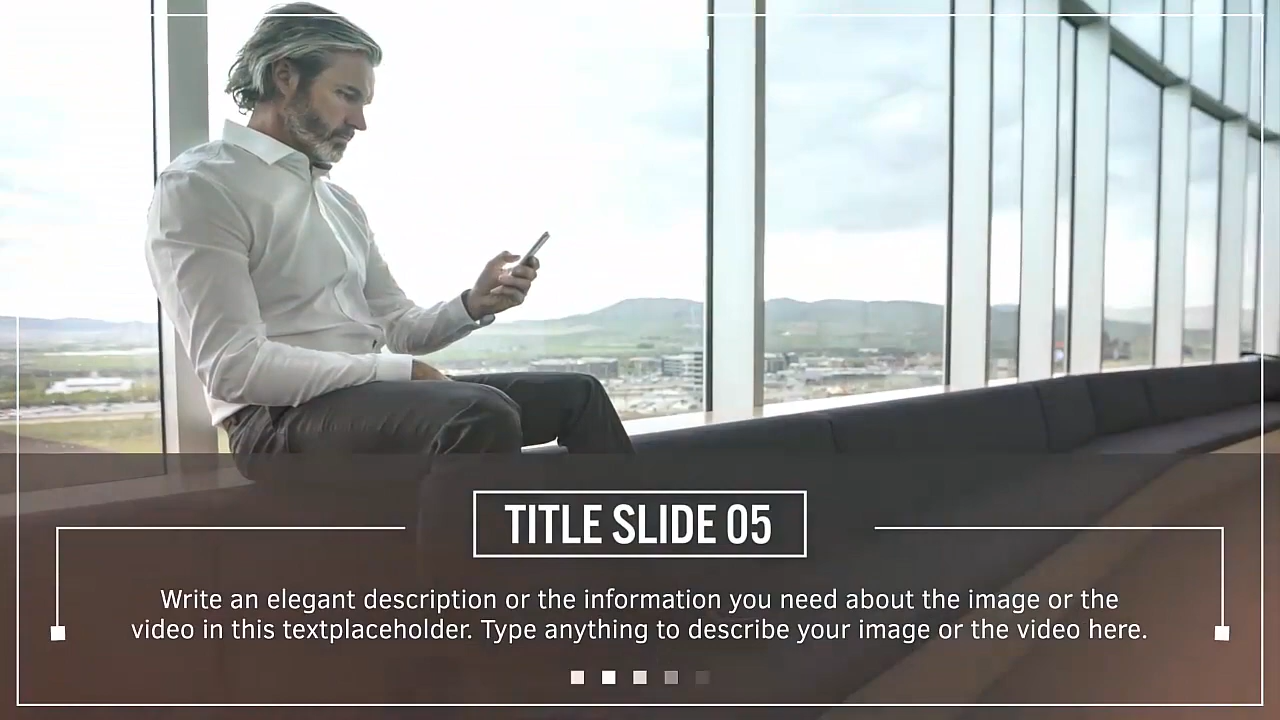 TITLE SLIDE 05
Write an elegant description or the information you need about the image or the
video in this textplaceholder. Type anything to describe your image or the video here.